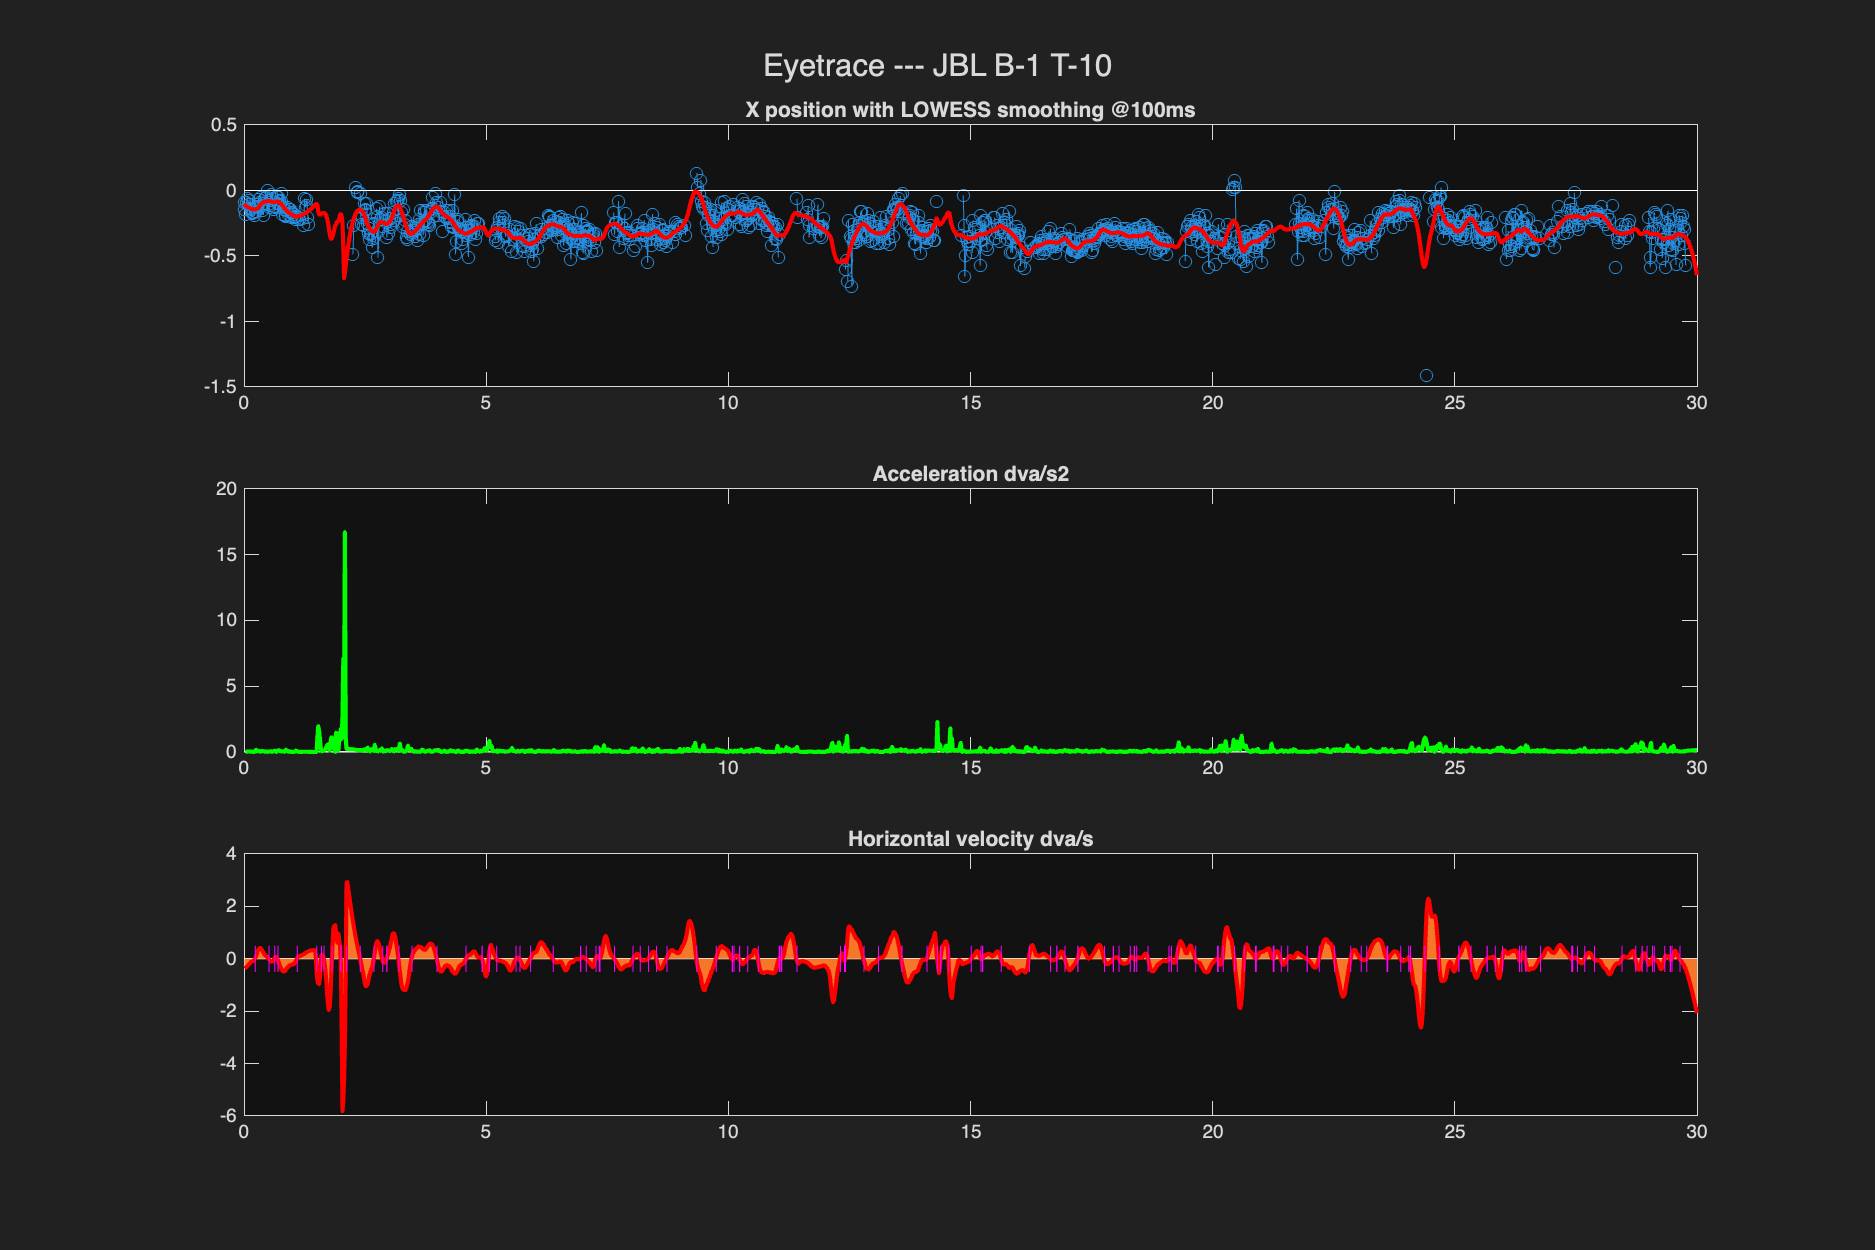 Eyetrace --- JBL B-1 T-10
X position with LOWESS smoothing @100ms
0.5
0
-0.5
-1
-1.5
0 5 10 15 20 25 30
Acceleration dva/s2
20
15
10
5
0
0 5 10 15 20 25 30
Horizontal velocity dva/s
4
2
0
-2
-4
-6
0 5 10 15 20 25 30